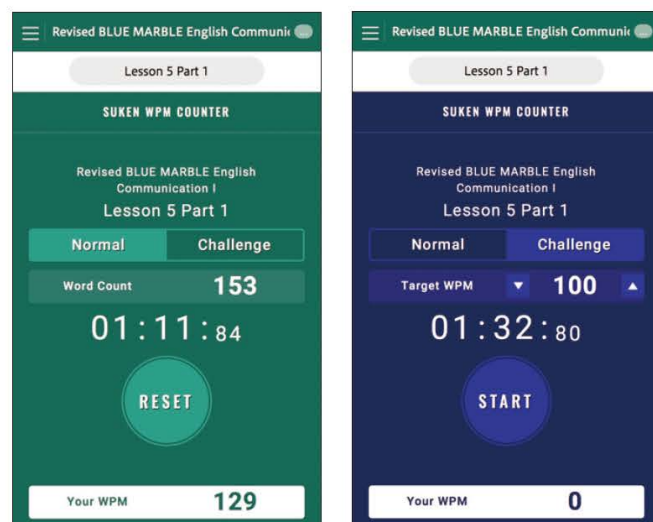 Revised BLUE MARBLE English Communic
Lesson 5 Part 1
SUKEN WPM COUNTER
Revised BLUE MARBLE English
Communication I
Lesson 5 Part 1
Normal Challenge
Word Count 153
01:11:84
RESET
Your WPM 129
Revised BLUE MARBLE English Communic
Lesson 5 Part 1
SUKEN WPM COUNTER
Revised BLUE MARBLE English
Communication I
Lesson 5 Part 1
Normal Challenge
Target WPM ▼ 100 ▲
01:32:80
START
Your WPM 0